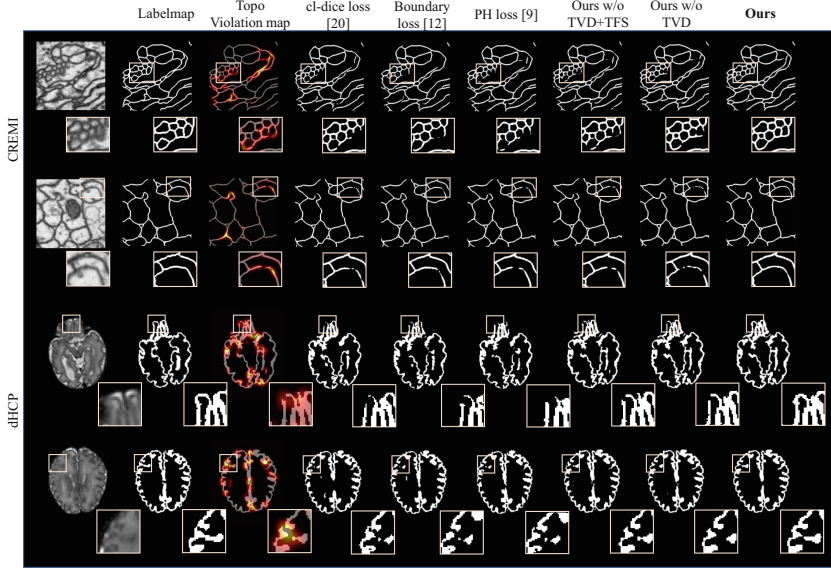 Labelmap
Topo
Violation map
cl-dice loss
[20]
Boundary
loss [12]
PH loss [9]
Ours w/o
TVD+TFS
Ours w/o
TVD
Ours
CREMI
dHCP